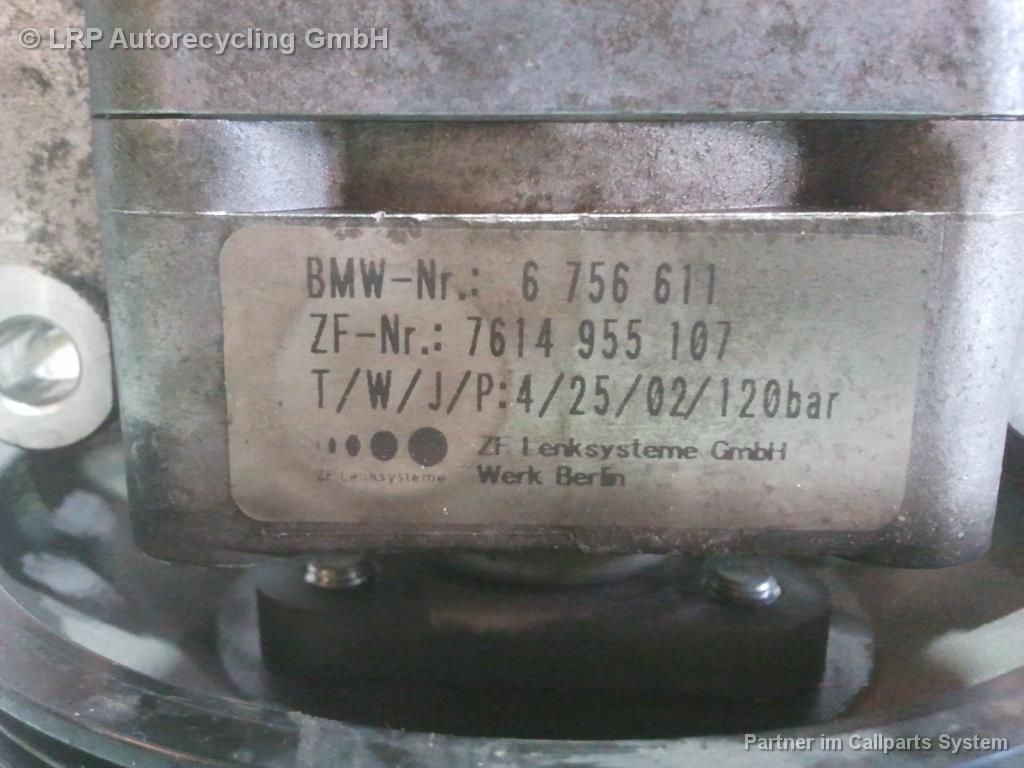 © LRP Autorecycling GmbH
BMW-Nr.: 6 756 611
ZF-Nr.: 7614 955 107
T/W/J/P:4/25/02/120bar
ZF Lenksysteme GmbH
ZF Lenksysteme
Werk Berlin
Partner im Callparts System